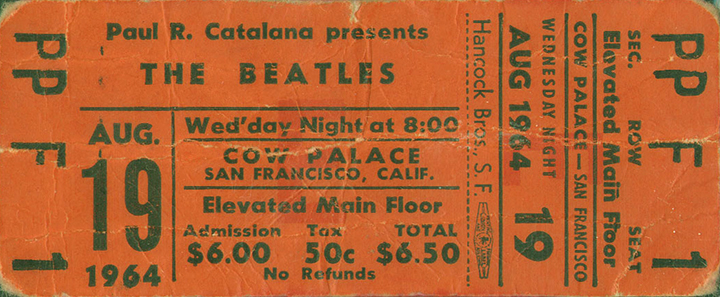 PP F 1
Paul R. Catalana presents
THE BEATLES
AUG.
19
1964
Wed'day Night at 8:00
COW PALACE
SAN FRANCISCO, CALIF.
Elevated Main Floor
Admission Tax TOTAL
$6.00 50c $6.50
No Refunds
Hancock Bros., S. F.
AUG 1964 19
WEDNESDAY NIGHT
COW PALACE — SAN FRANCISCO
Elevated Main Floor
SEC. ROW SEAT
PP F 1